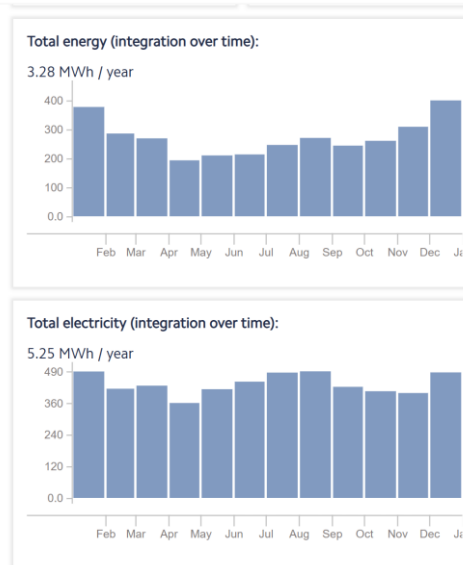 Total energy (integration over time):
3.28 MWh / year
400
300
200
100
0.0
Feb Mar Apr May Jun Jul Aug Sep Oct Nov Dec Ja
Total electricity (integration over time):
5.25 MWh / year
490
360
240
120
0.0
Feb Mar Apr May Jun Jul Aug Sep Oct Nov Dec Ja